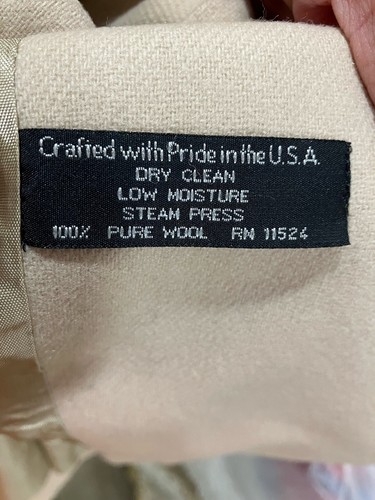 Crafted with Pride in the U.S.A.
DRY CLEAN
LOW MOISTURE
STEAM PRESS
100% PURE WOOL RN 11524